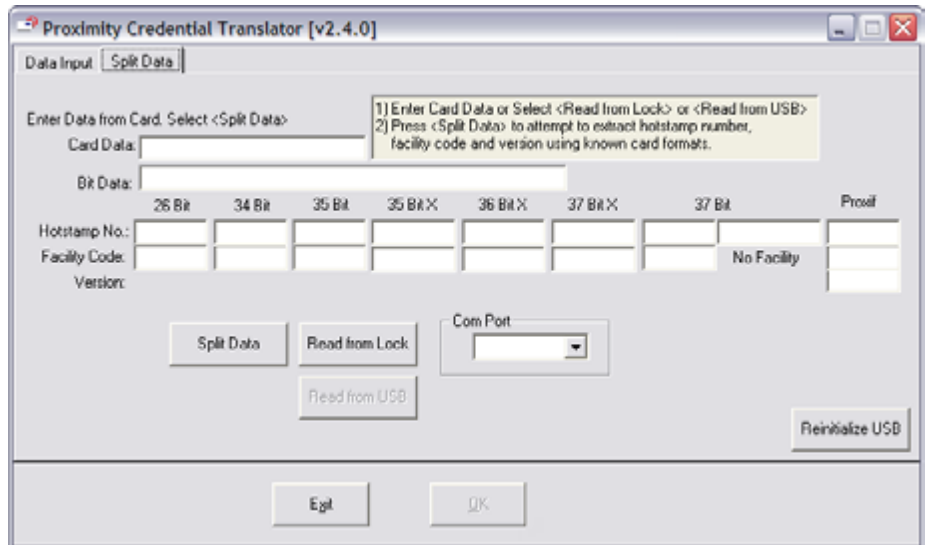 Proximity Credential Translator [v2.4.0]
Data Input Split Data
1) Enter Card Data or Select <Read from Lock> or <Read from USB>
2) Press <Split Data> to attempt to extract hotstamp number,
facility code and version using known card formats.
Enter Data from Card. Select <Split Data>
Card Data:
Bit Data:
26 Bit 34 Bit 35 Bit 35 Bit X 36 Bit X 37 Bit X 37 Bit Proxif
Hotstamp No.:
Facility Code: No Facility
Version:
Com Port
Split Data Read from Lock
Read from USB
Reinitialize USB
Exit OK